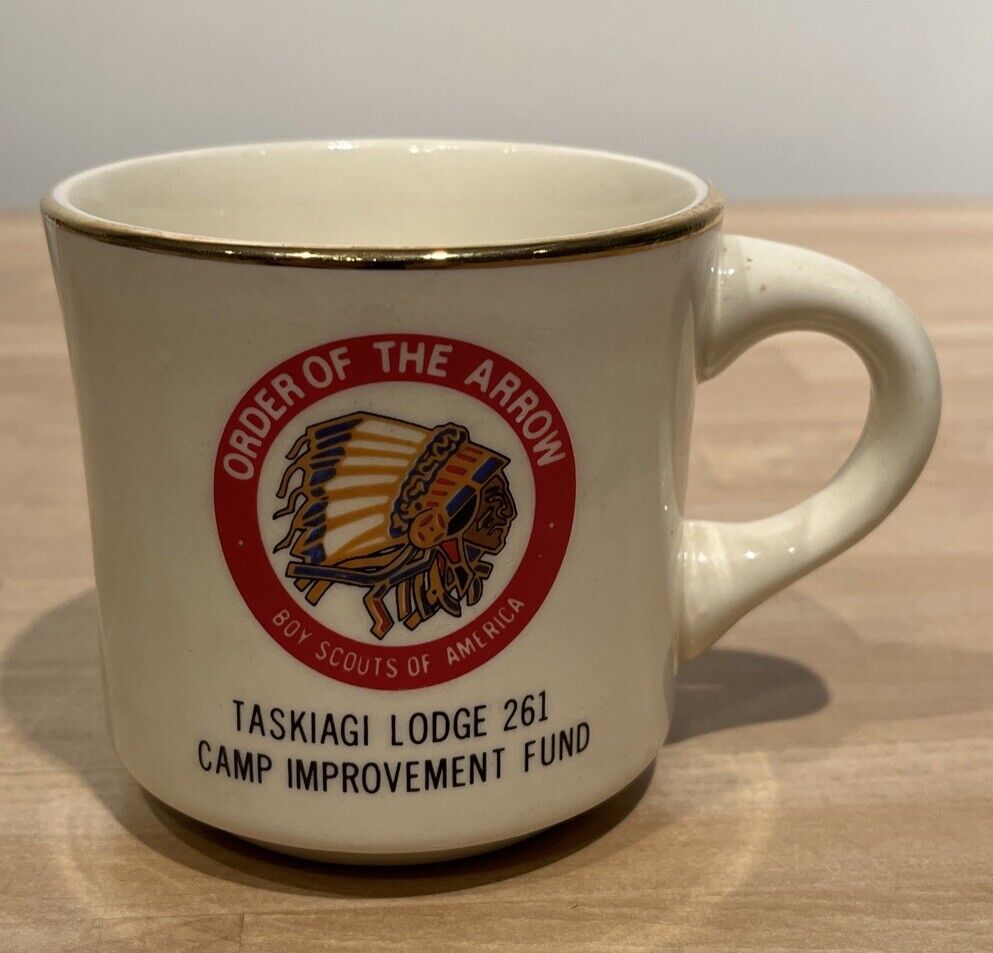 ORDER OF THE ARROW
BOY SCOUTS OF AMERICA
TASKIAGI LODGE 261
CAMP IMPROVEMENT FUND